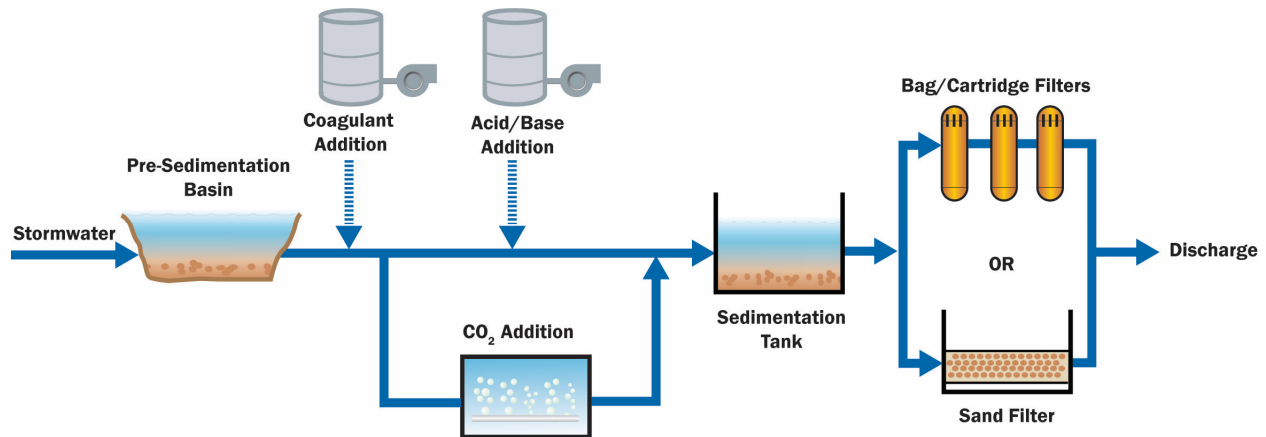 Stormwater
Pre-Sedimentation
Basin
Coagulant
Addition
Acid/Base
Addition
CO₂ Addition
Sedimentation
Tank
Bag/Cartridge Filters
OR
Sand Filter
Discharge